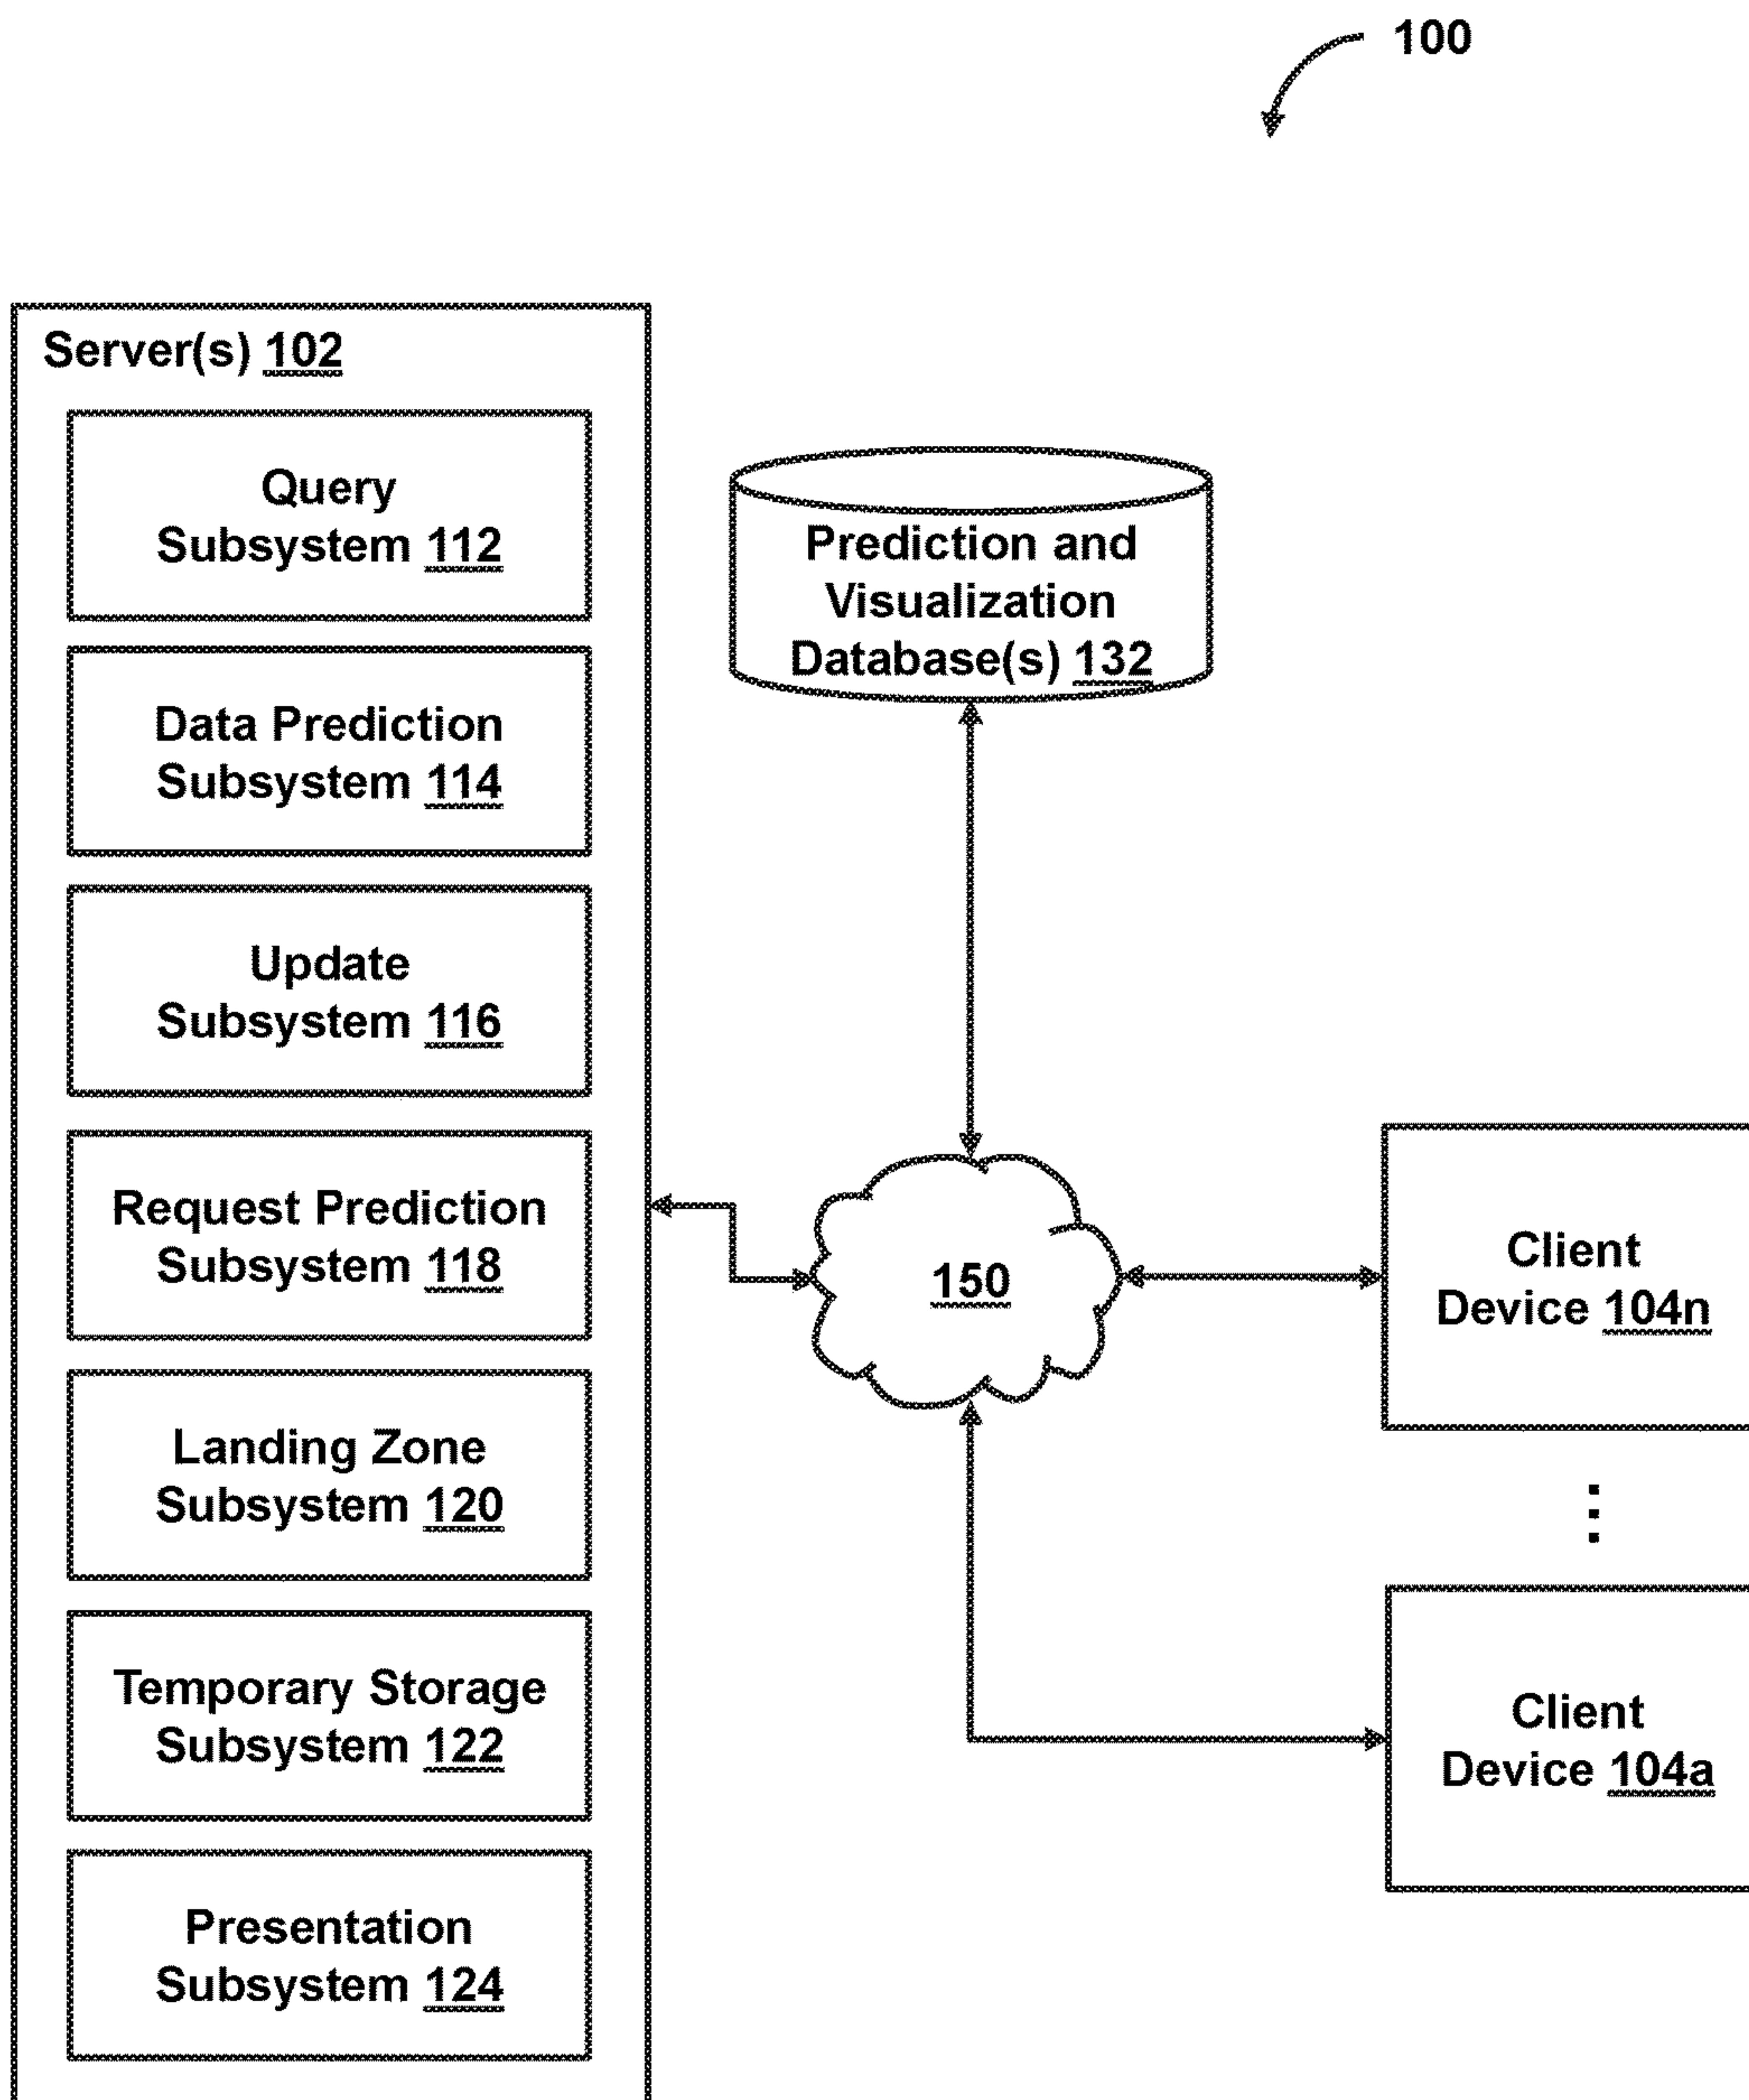 100
Server(s) 102
Query
Subsystem 112
Data Prediction
Subsystem 114
Update
Subsystem 116
Request Prediction
Subsystem 118
Landing Zone
Subsystem 120
Temporary Storage
Subsystem 122
Presentation
Subsystem 124
Prediction and
Visualization
Database(s) 132
150
Client
Device 104n
Client
Device 104a